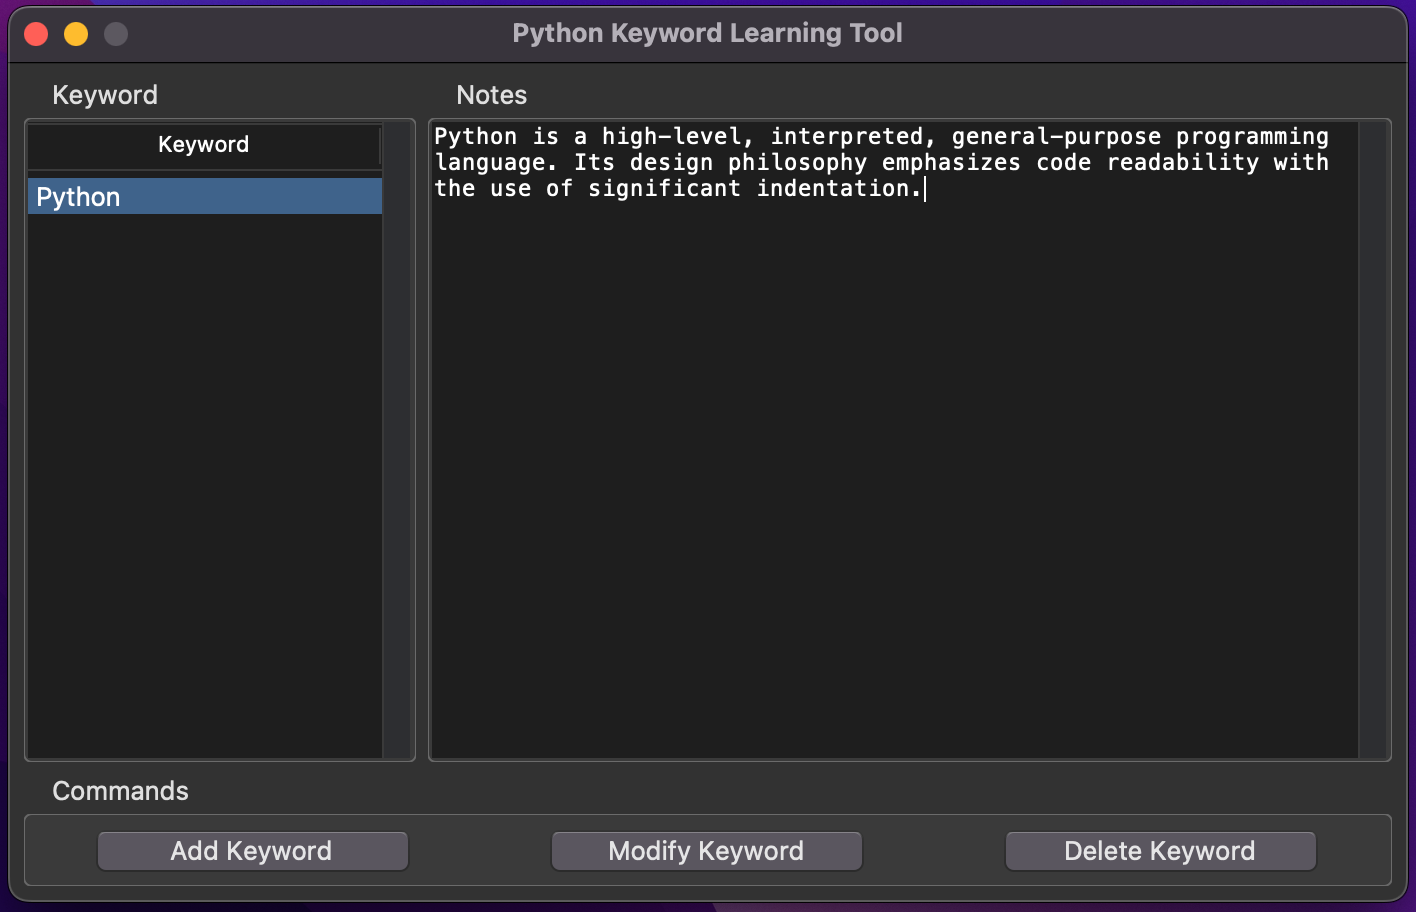 Python Keyword Learning Tool
Keyword
Notes
Keyword
Python
Python is a high-level, interpreted, general-purpose programming
language. Its design philosophy emphasizes code readability with
the use of significant indentation.
Commands
Add Keyword
Modify Keyword
Delete Keyword